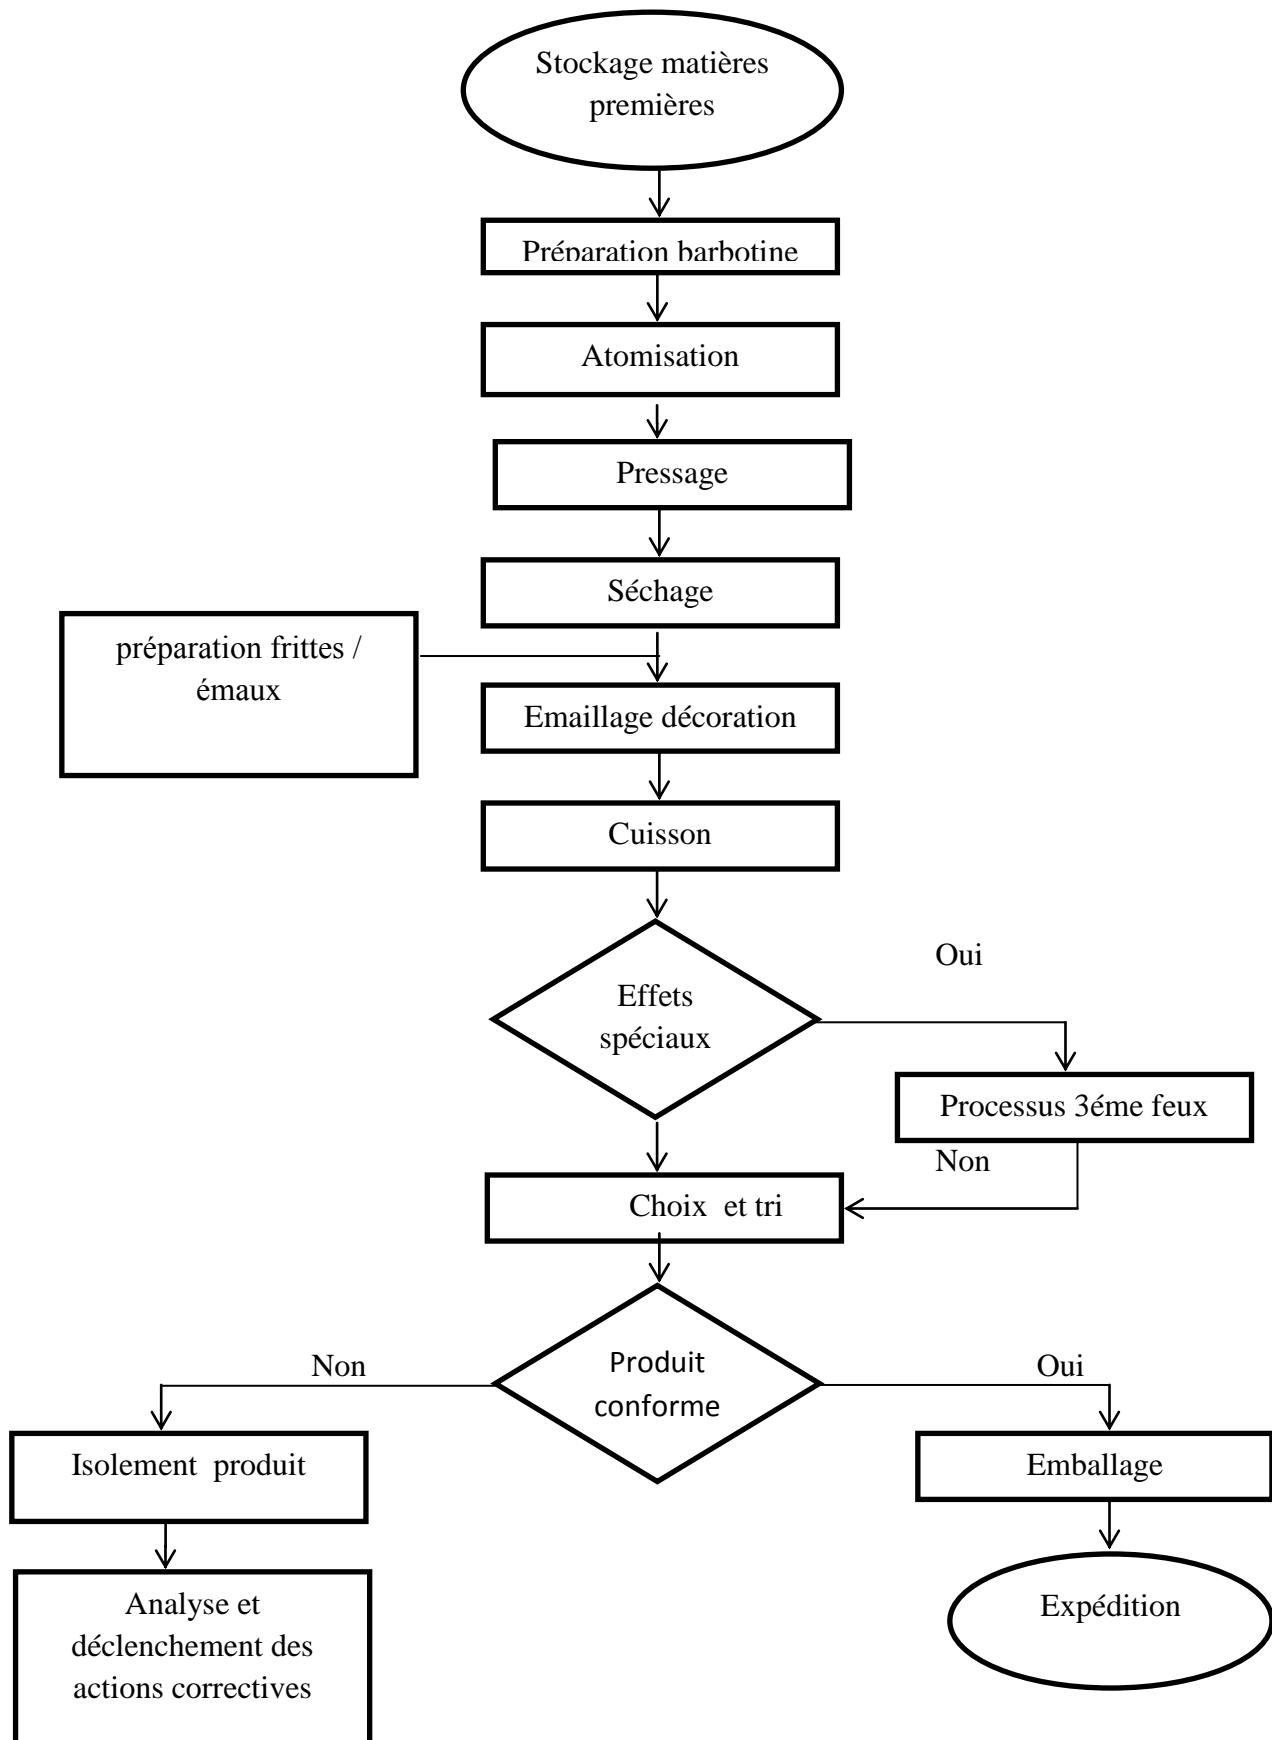 Stockage matières
premières
Préparation barbotine
Atomisation
Pressage
Séchage
préparation frittes /
émaux
Emaillage décoration
Cuisson
Oui
Effets
spéciaux
Processus 3éme feux
Non
Choix et tri
Non
Produit
conforme
Oui
Isolement produit
Emballage
Analyse et
déclenchement des
actions correctives
Expédition